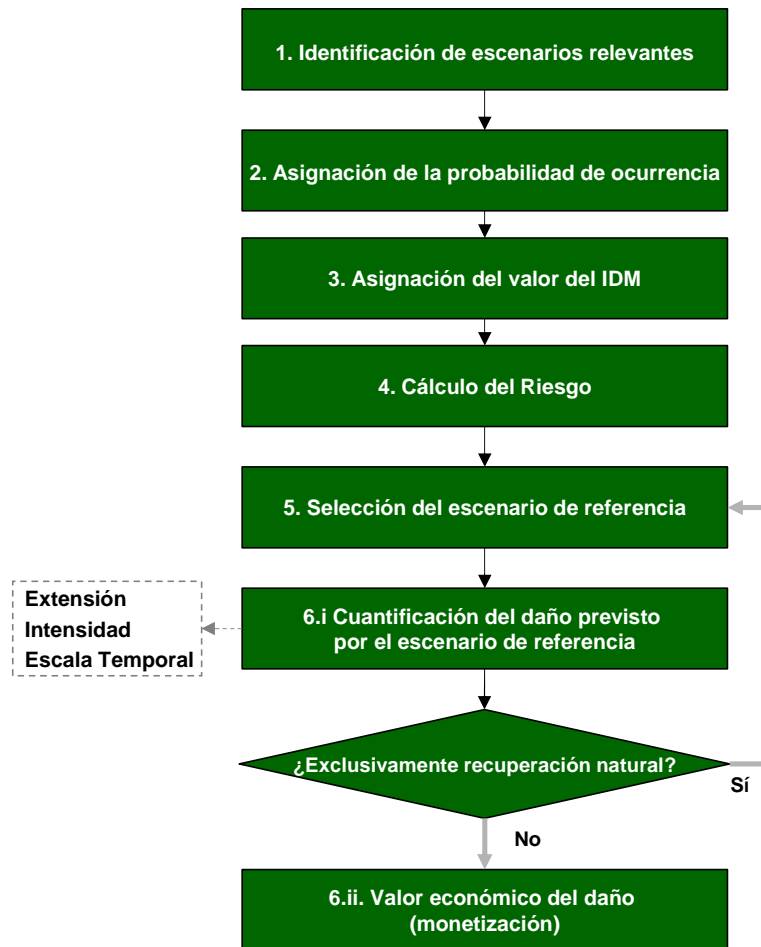 1. Identificación de escenarios relevantes
2. Asignación de la probabilidad de ocurrencia
3. Asignación del valor del IDM
4. Cálculo del Riesgo
5. Selección del escenario de referencia
Extensión
Intensidad
Escala Temporal
6.i Cuantificación del daño previsto
por el escenario de referencia
¿Exclusivamente recuperación natural?
Sí
No
6.ii. Valor económico del daño
(monetización)